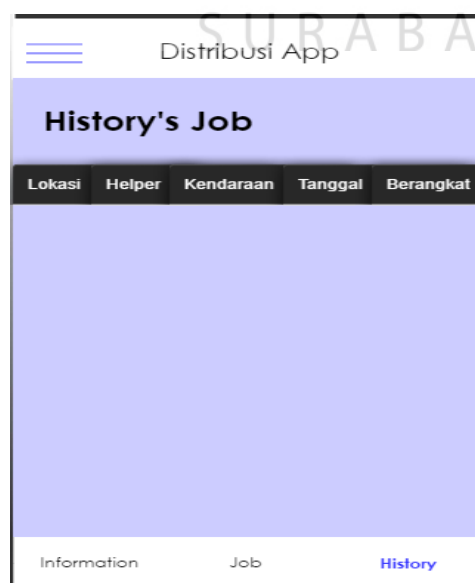 SURABA
Distribusi App
History's Job
Lokasi Helper Kendaraan Tanggal Berangkat
Information Job History